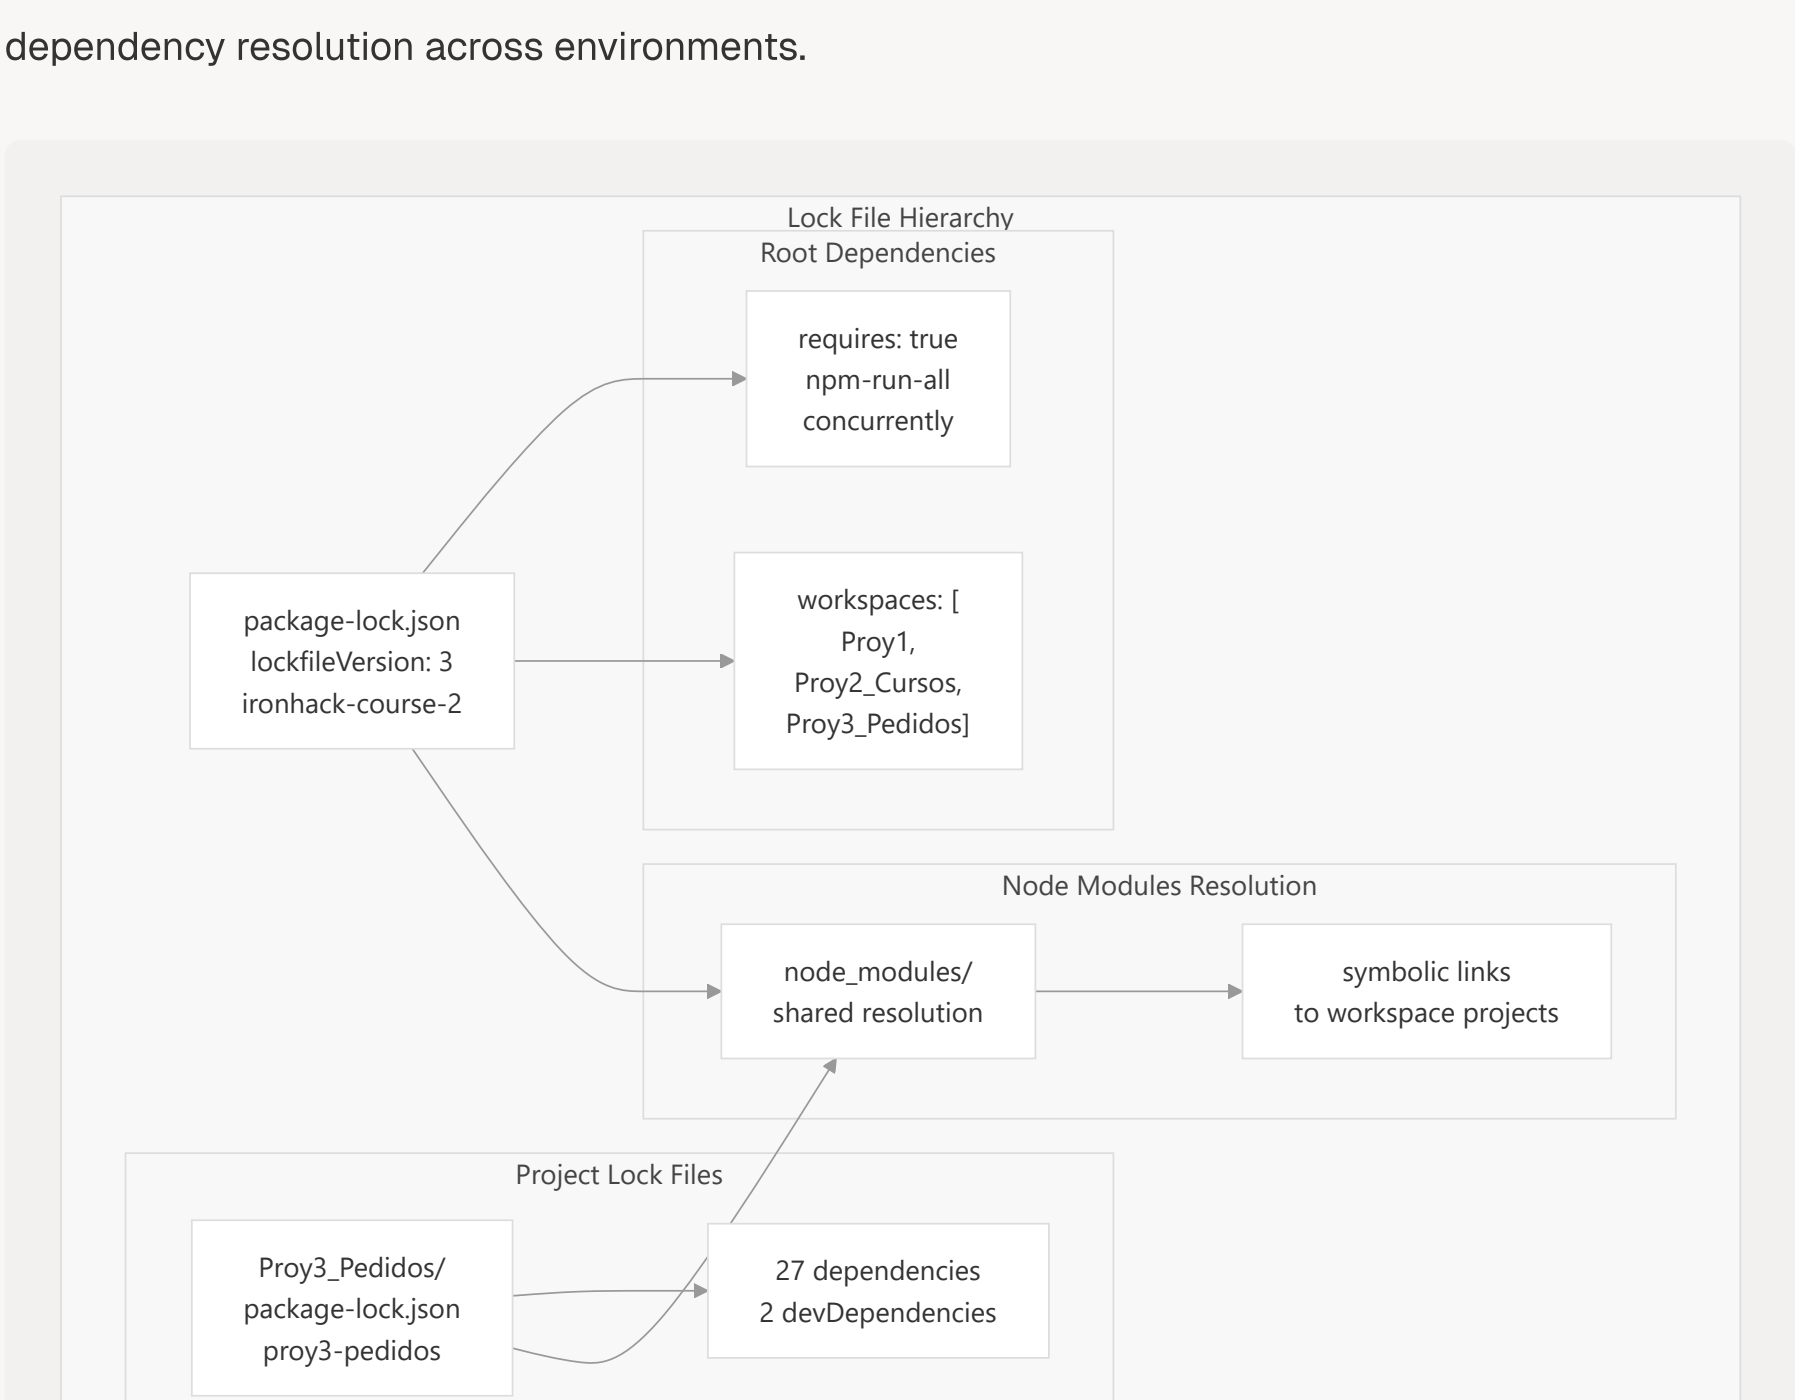 dependency resolution across environments.
Lock File Hierarchy
Root Dependencies
requires: true
npm-run-all
concurrently
package-lock.json
lockfileVersion: 3
ironhack-course-2
workspaces: [
Proy1,
Proy2_Cursos,
Proy3_Pedidos]
Node Modules Resolution
node_modules/
shared resolution
symbolic links
to workspace projects
Project Lock Files
Proy3_Pedidos/
package-lock.json
proy3-pedidos
27 dependencies
2 devDependencies